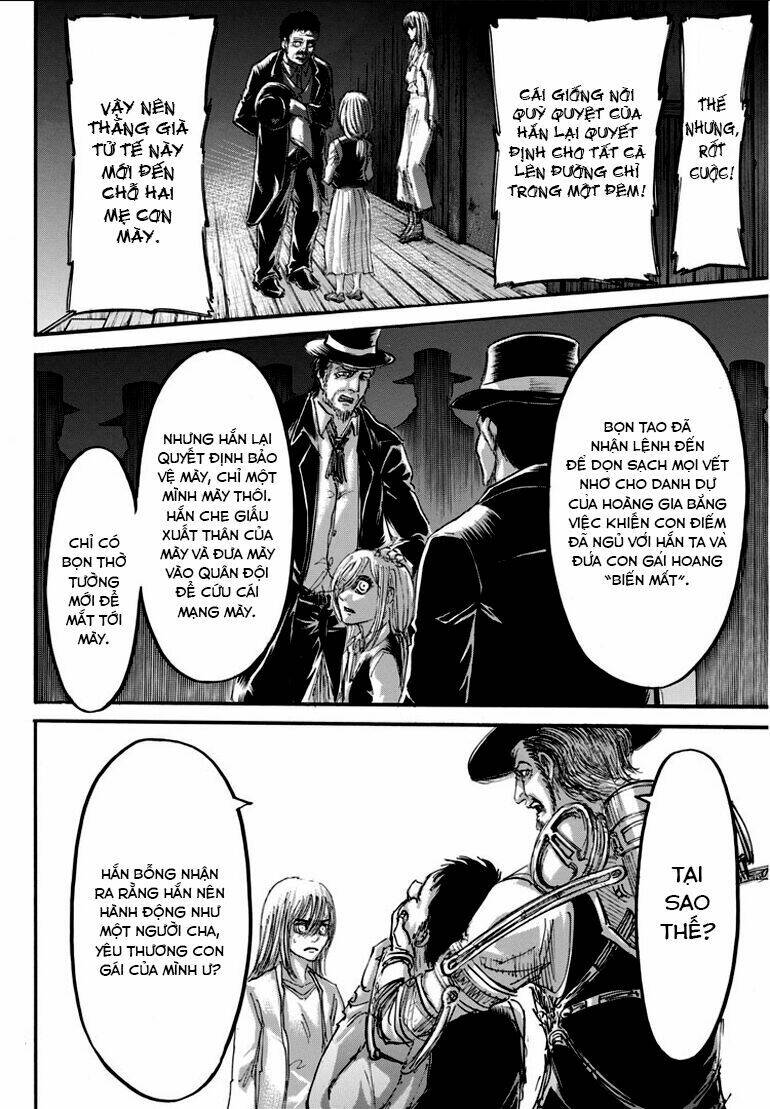 THẾ
NHƯNG,
RỐT
CUỘC!
CÁI GIỐNG NÒI
QUỶ QUYỆT CỦA
HẮN LẠI QUYẾT
ĐỊNH CHO TẤT CẢ
LÊN ĐƯỜNG CHỈ
TRONG MỘT ĐÊM!
VẬY NÊN
THẰNG GIÀ
TỬ TẾ NÀY
MỚI ĐẾN
CHỖ HAI
MẸ CON
MÀY.
BỌN TAO ĐÃ
NHẬN LỆNH ĐẾN
ĐỂ DỌN SẠCH MỌI VẾT
NHƠ CHO DANH DỰ
CỦA HOÀNG GIA BẰNG
VIỆC KHIẾN CON ĐIẾM
ĐÃ NGỦ VỚI HẮN TA VÀ
ĐỨA CON GÁI HOANG
"BIẾN MẤT".
NHƯNG HẮN LẠI
QUYẾT ĐỊNH BẢO
VỆ MÀY, CHỈ MỘT
MÌNH MÀY THÔI.
HẮN CHE GIẤU
XUẤT THÂN CỦA
MÀY VÀ ĐƯA MÀY
VÀO QUÂN ĐỘI
ĐỂ CỨU CÁI
MẠNG MÀY.
CHỈ CÓ
BỌN THỜ
TƯỜNG
MỚI ĐỂ
MẮT TỚI
MÀY.
TẠI
SAO
THẾ?
HẮN BỖNG NHẬN
RA RẰNG HẮN NÊN
HÀNH ĐỘNG NHƯ
MỘT NGƯỜI CHA,
YÊU THƯƠNG CON
GÁI CỦA MÌNH Ư?